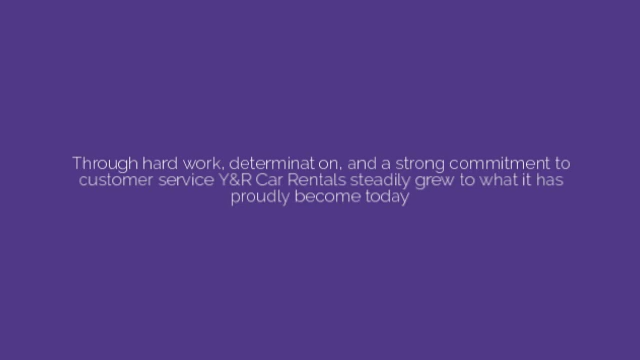 Through hard work, determinat on, and a strong commitment to
customer service Y&R Car Rentals steadily grew to what it has
proudly become today